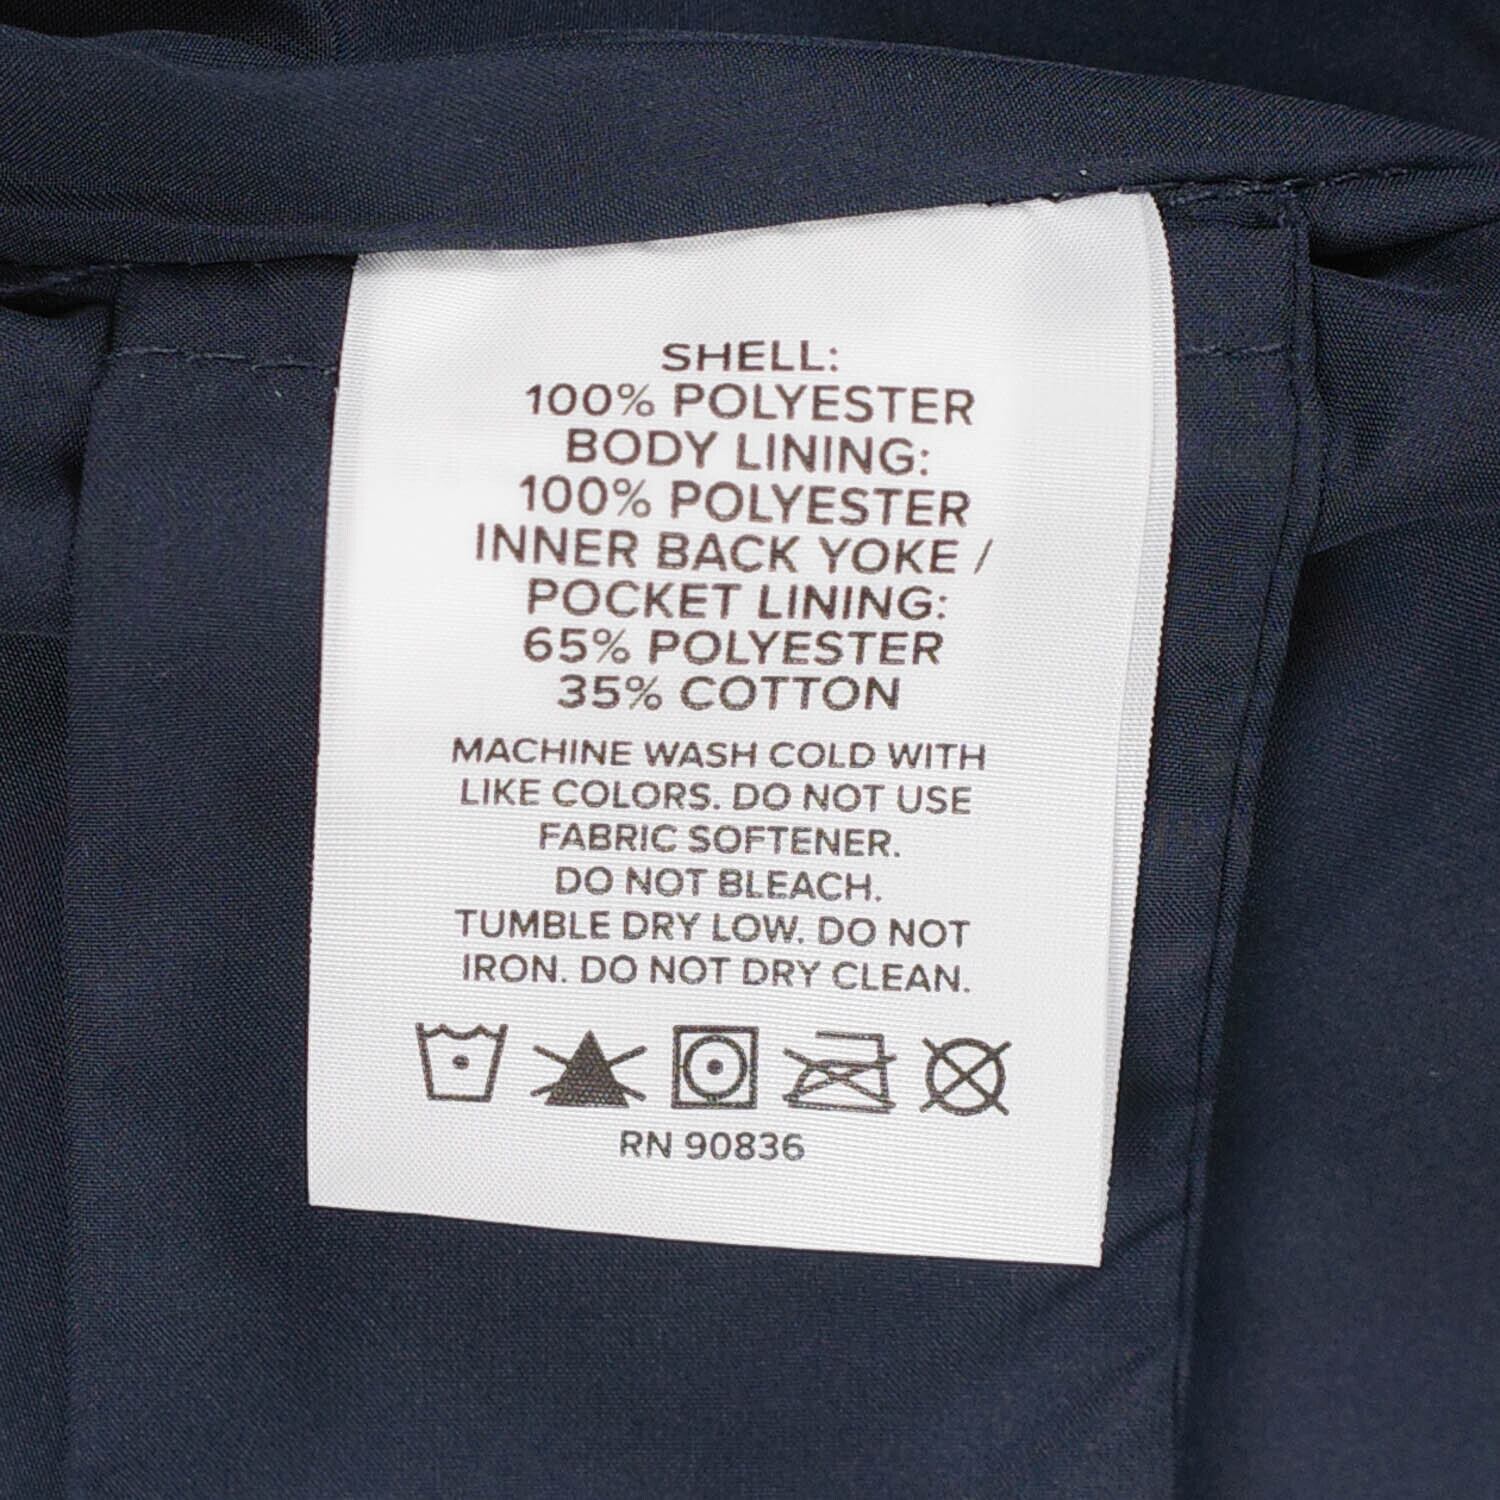 SHELL:
100% POLYESTER
BODY LINING:
100% POLYESTER
INNER BACK YOKE /
POCKET LINING:
65% POLYESTER
35% COTTON
MACHINE WASH COLD WITH
LIKE COLORS. DO NOT USE
FABRIC SOFTENER.
DO NOT BLEACH.
TUMBLE DRY LOW. DO NOT
IRON. DO NOT DRY CLEAN.
RN 90836